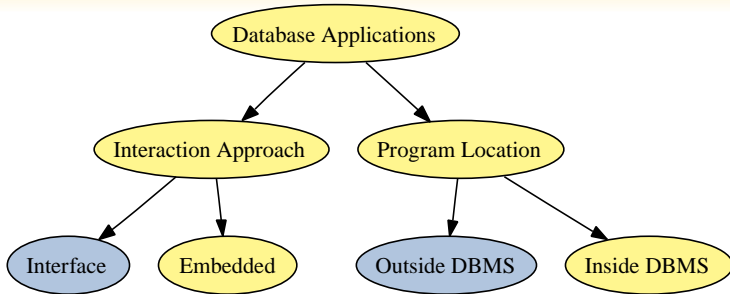 Database Applications
Interaction Approach
Program Location
Interface
Embedded
Outside DBMS
Inside DBMS